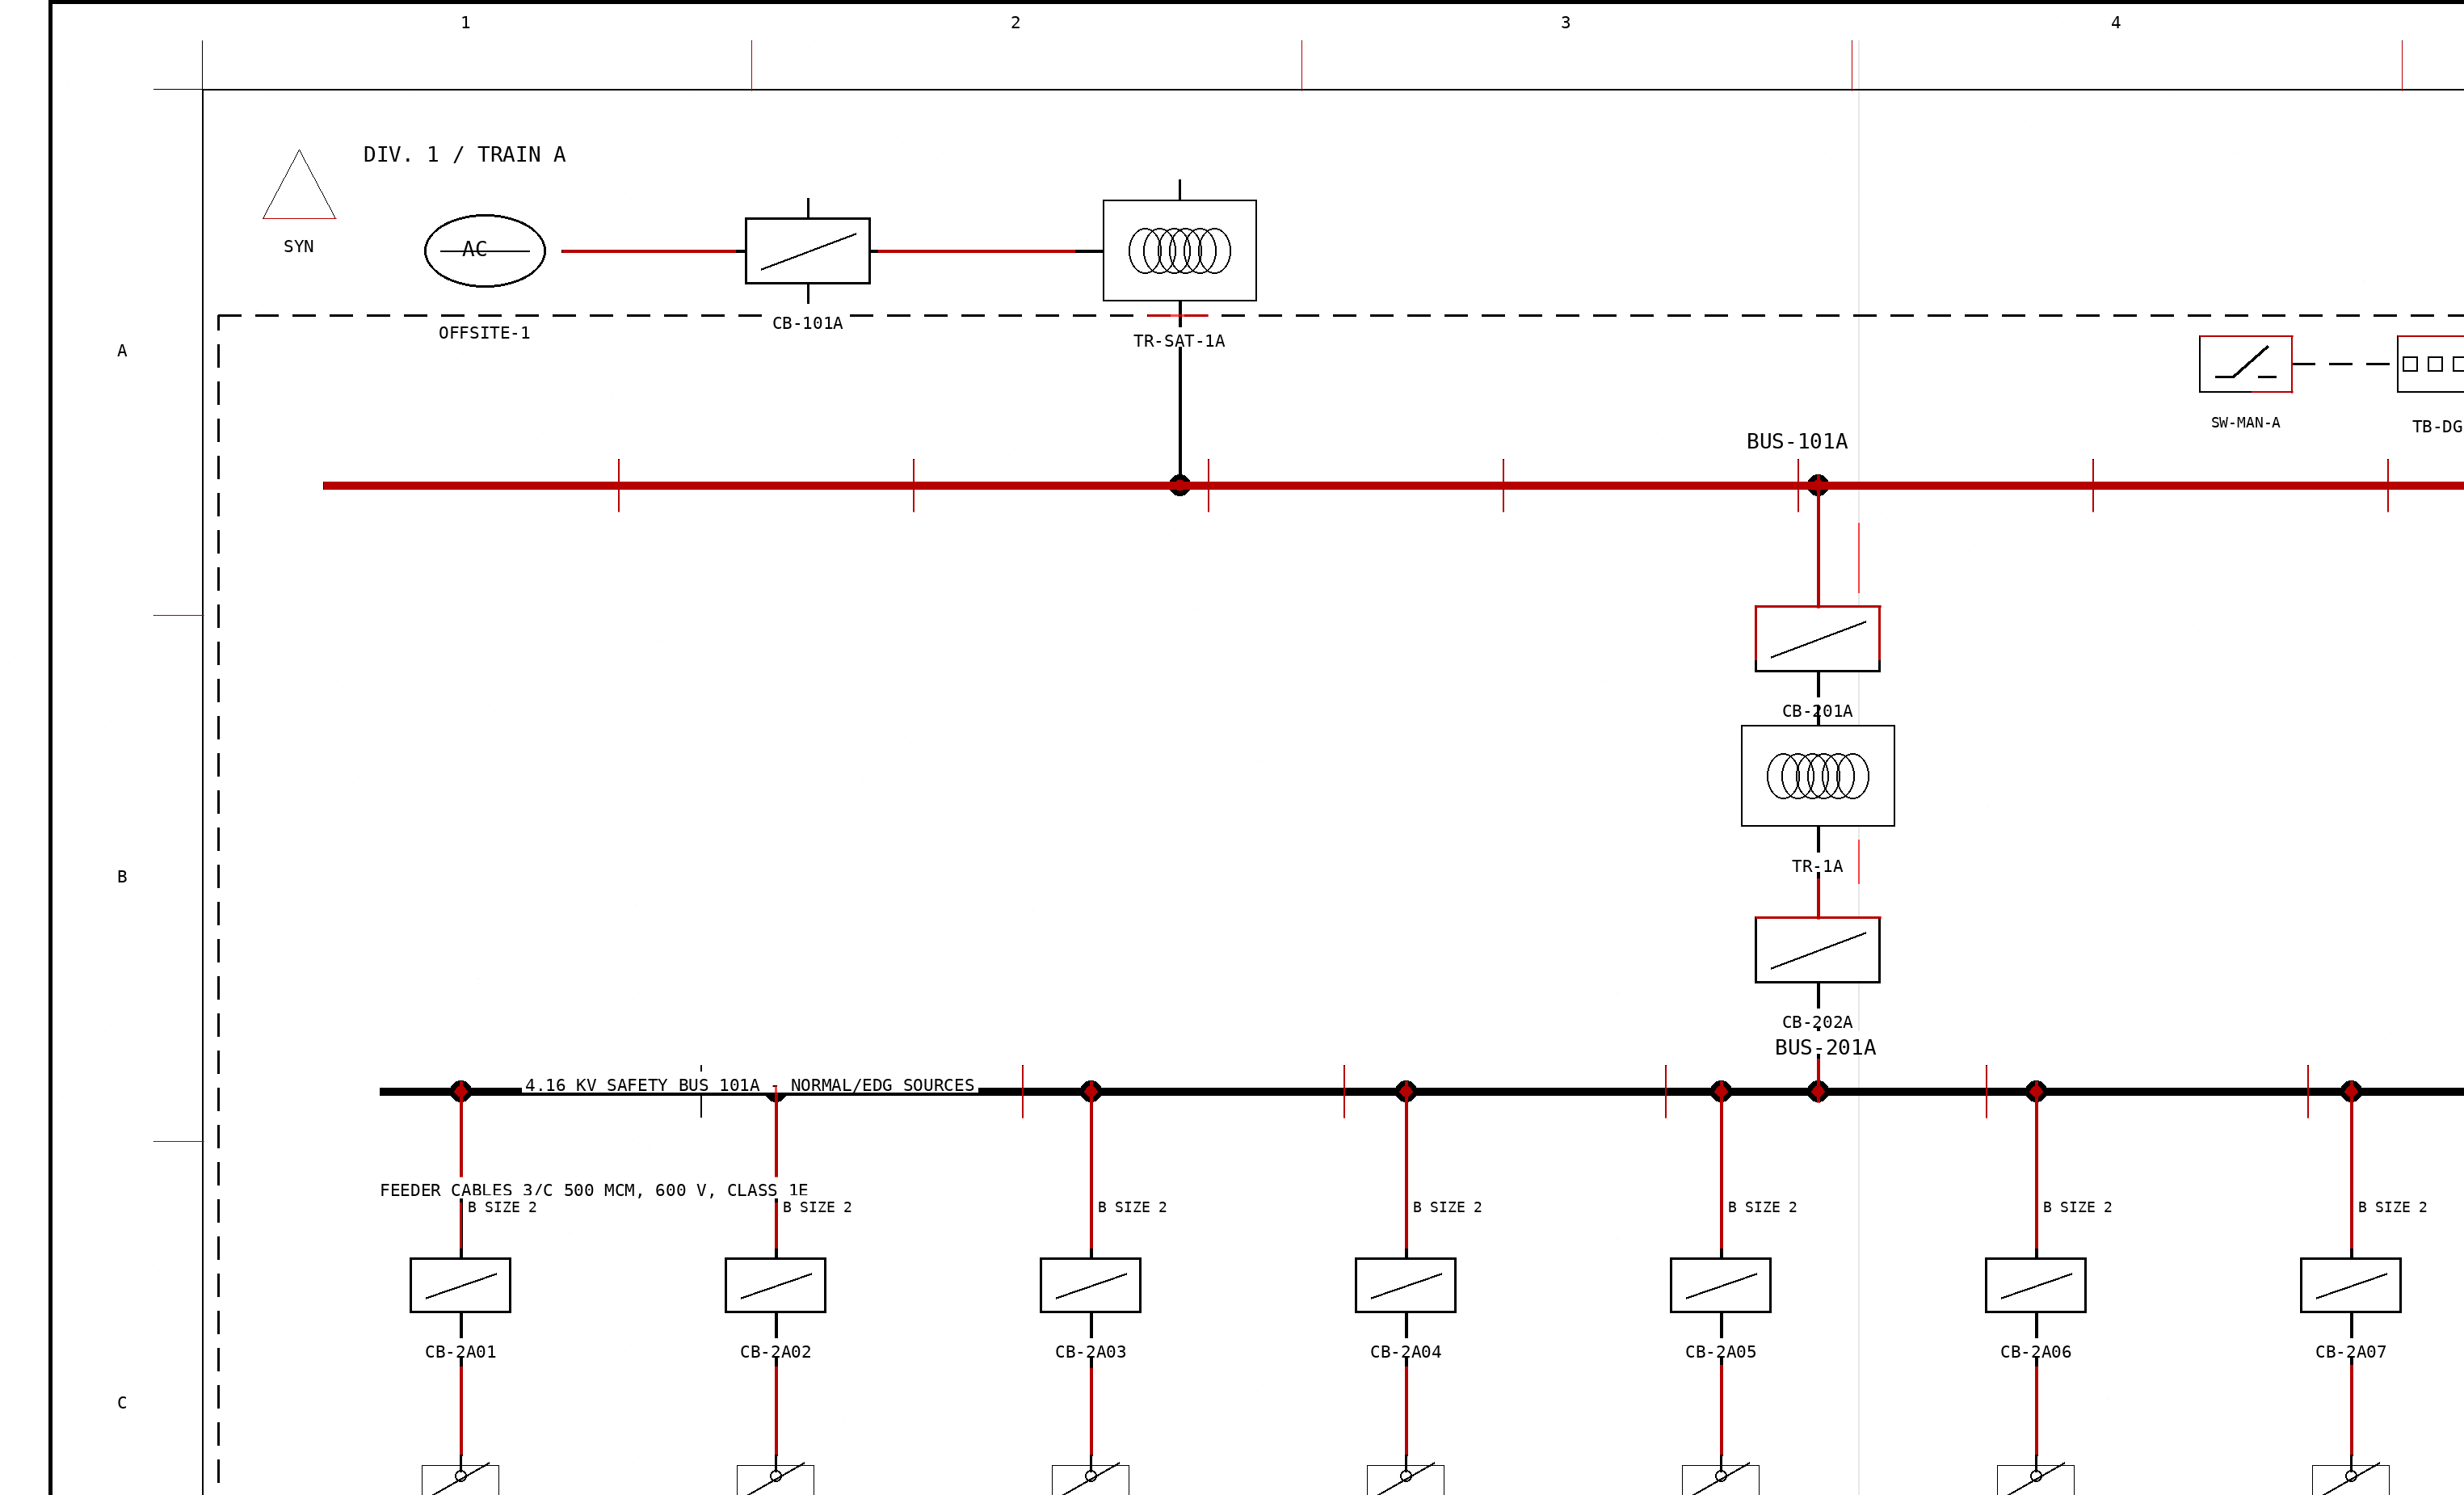 1 2 3 4
DIV. 1 / TRAIN A
SYN
AC
OFFSITE-1
CB-101A
TR-SAT-1A
A
SW-MAN-A
TB-DG
BUS-101A
CB-201A
TR-1A
B
CB-202A
BUS-201A
4.16 KV SAFETY BUS 101A - NORMAL/EDG SOURCES
FEEDER CABLES 3/C 500 MCM, 600 V, CLASS 1E
B SIZE 2 B SIZE 2 B SIZE 2 B SIZE 2 B SIZE 2 B SIZE 2 B SIZE 2
CB-2A01 CB-2A02 CB-2A03 CB-2A04 CB-2A05 CB-2A06 CB-2A07
C